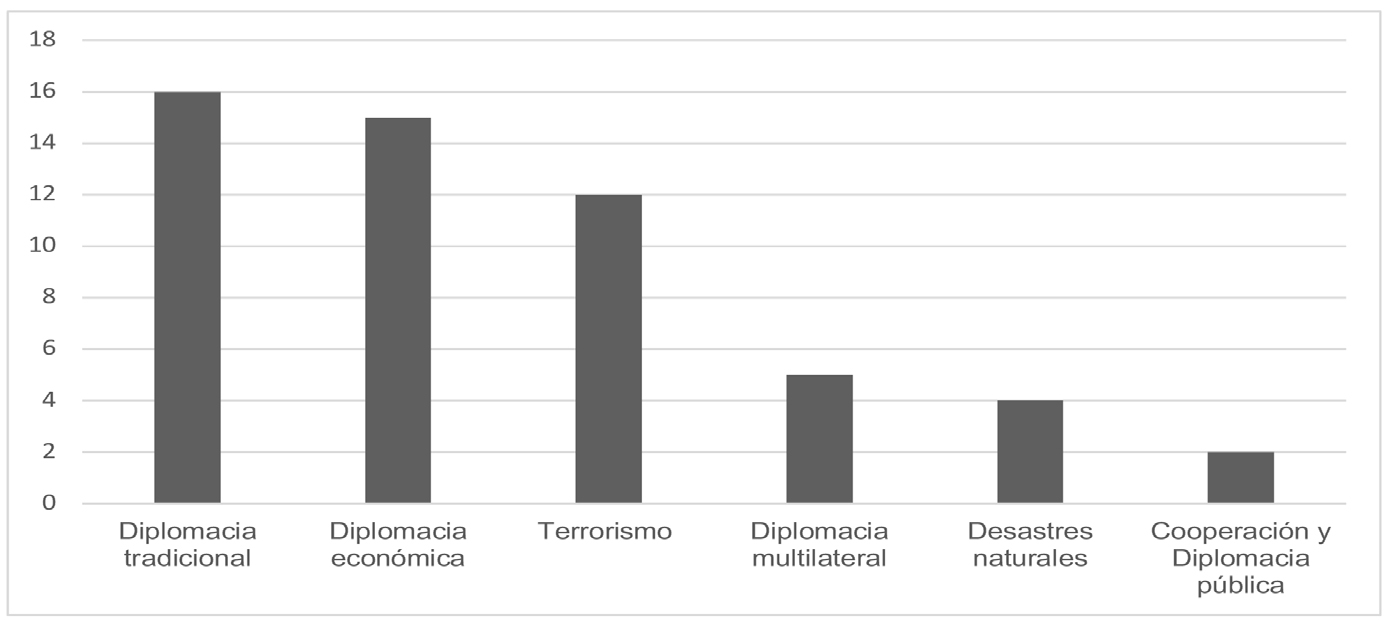 18
16
14
12
10
8
6
4
2
0
Diplomacia
tradicional
Diplomacia
económica
Terrorismo
Diplomacia
multilateral
Desastres
naturales
Cooperación y
Diplomacia
pública